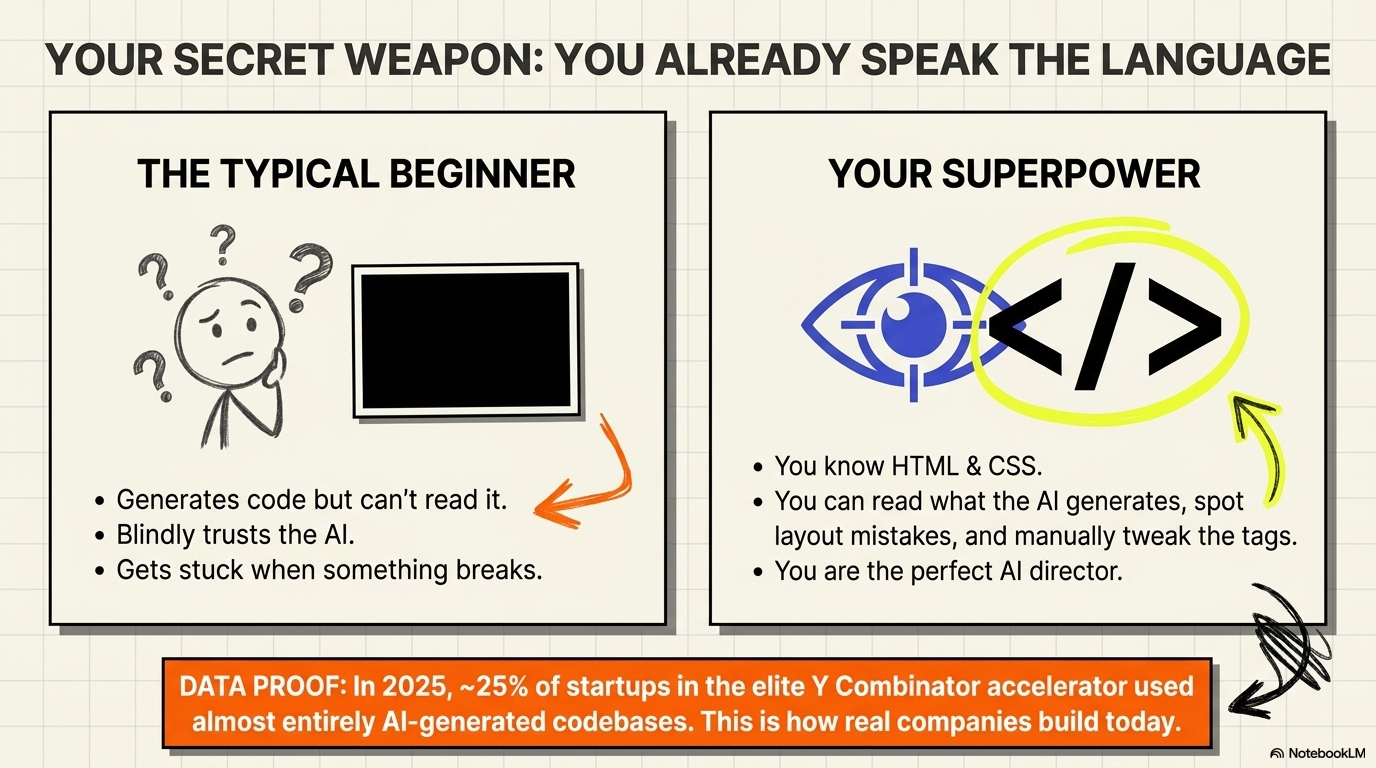 YOUR SECRET WEAPON: YOU ALREADY SPEAK THE LANGUAGE
THE TYPICAL BEGINNER
? ? ? ?
• Generates code but can't read it.
• Blindly trusts the AI.
• Gets stuck when something breaks.
YOUR SUPERPOWER
</>
• You know HTML & CSS.
• You can read what the AI generates, spot
layout mistakes, and manually tweak the tags.
• You are the perfect AI director.
DATA PROOF: In 2025, ~25% of startups in the elite Y Combinator accelerator used
almost entirely AI-generated codebases. This is how real companies build today.
NotebookLM